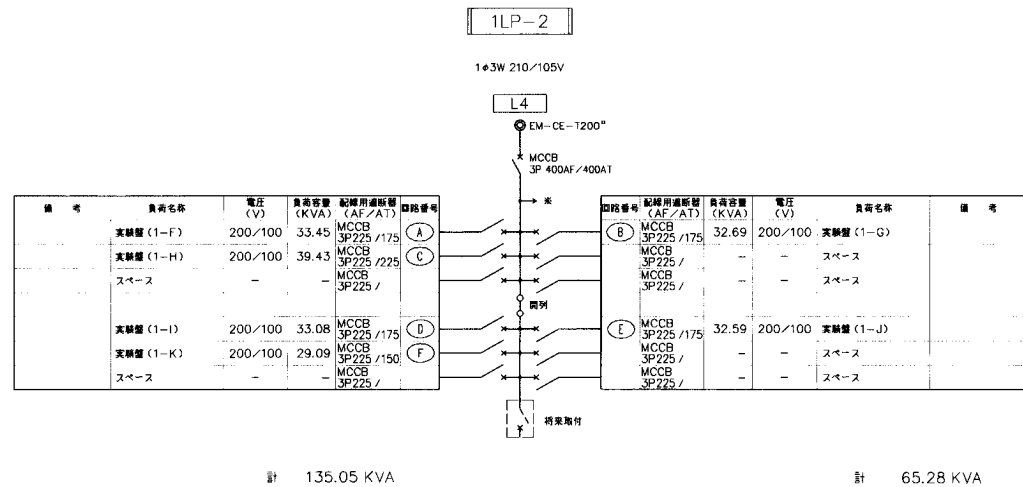 1LP-2
1φ3W 210/105V
L4
EM-CE-T200°
MCCB
3P 400AF/400AT
※
備考 負荷名称 電圧(V) 負荷容量(KVA) 配線用遮断器(AF/AT) 回路番号
実験盤(1-F) 200/100 33.45 MCCB 3P225/175 A
実験盤(1-H) 200/100 39.43 MCCB 3P225/225 C
スペース - - MCCB 3P225/
実験盤(1-I) 200/100 33.08 MCCB 3P225/175 D
実験盤(1-K) 200/100 29.09 MCCB 3P225/150 F
スペース - - MCCB 3P225/
回路番号 配線用遮断器(AF/AT) 負荷容量(KVA) 電圧(V) 負荷名称 備考
B MCCB 3P225/175 32.69 200/100 実験盤(1-G)
MCCB 3P225/ - - スペース
MCCB 3P225/ - - スペース
E MCCB 3P225/175 32.59 200/100 実験盤(1-J)
MCCB 3P225/ - - スペース
MCCB 3P225/ - - スペース
将来取付
計 135.05 KVA
計 65.28 KVA